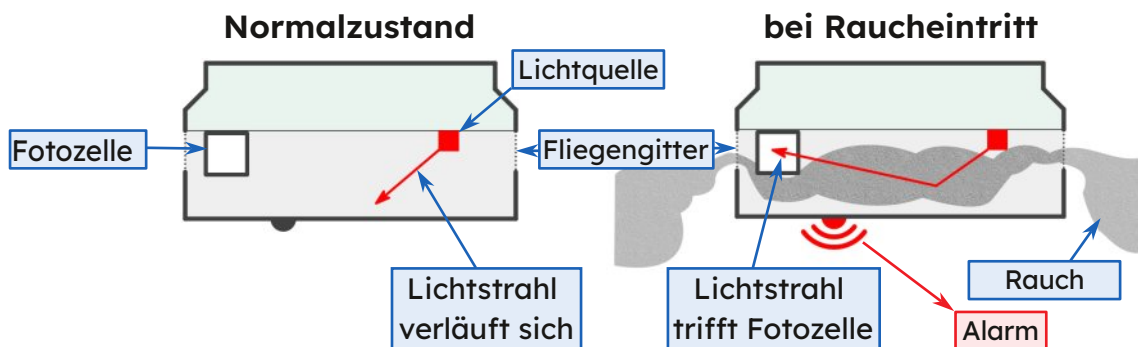 Normalzustand
bei Raucheintritt
Lichtquelle
Fotozelle
Fliegengitter
Lichtstrahl
verläuft sich
Lichtstrahl
trifft Fotozelle
Rauch
Alarm